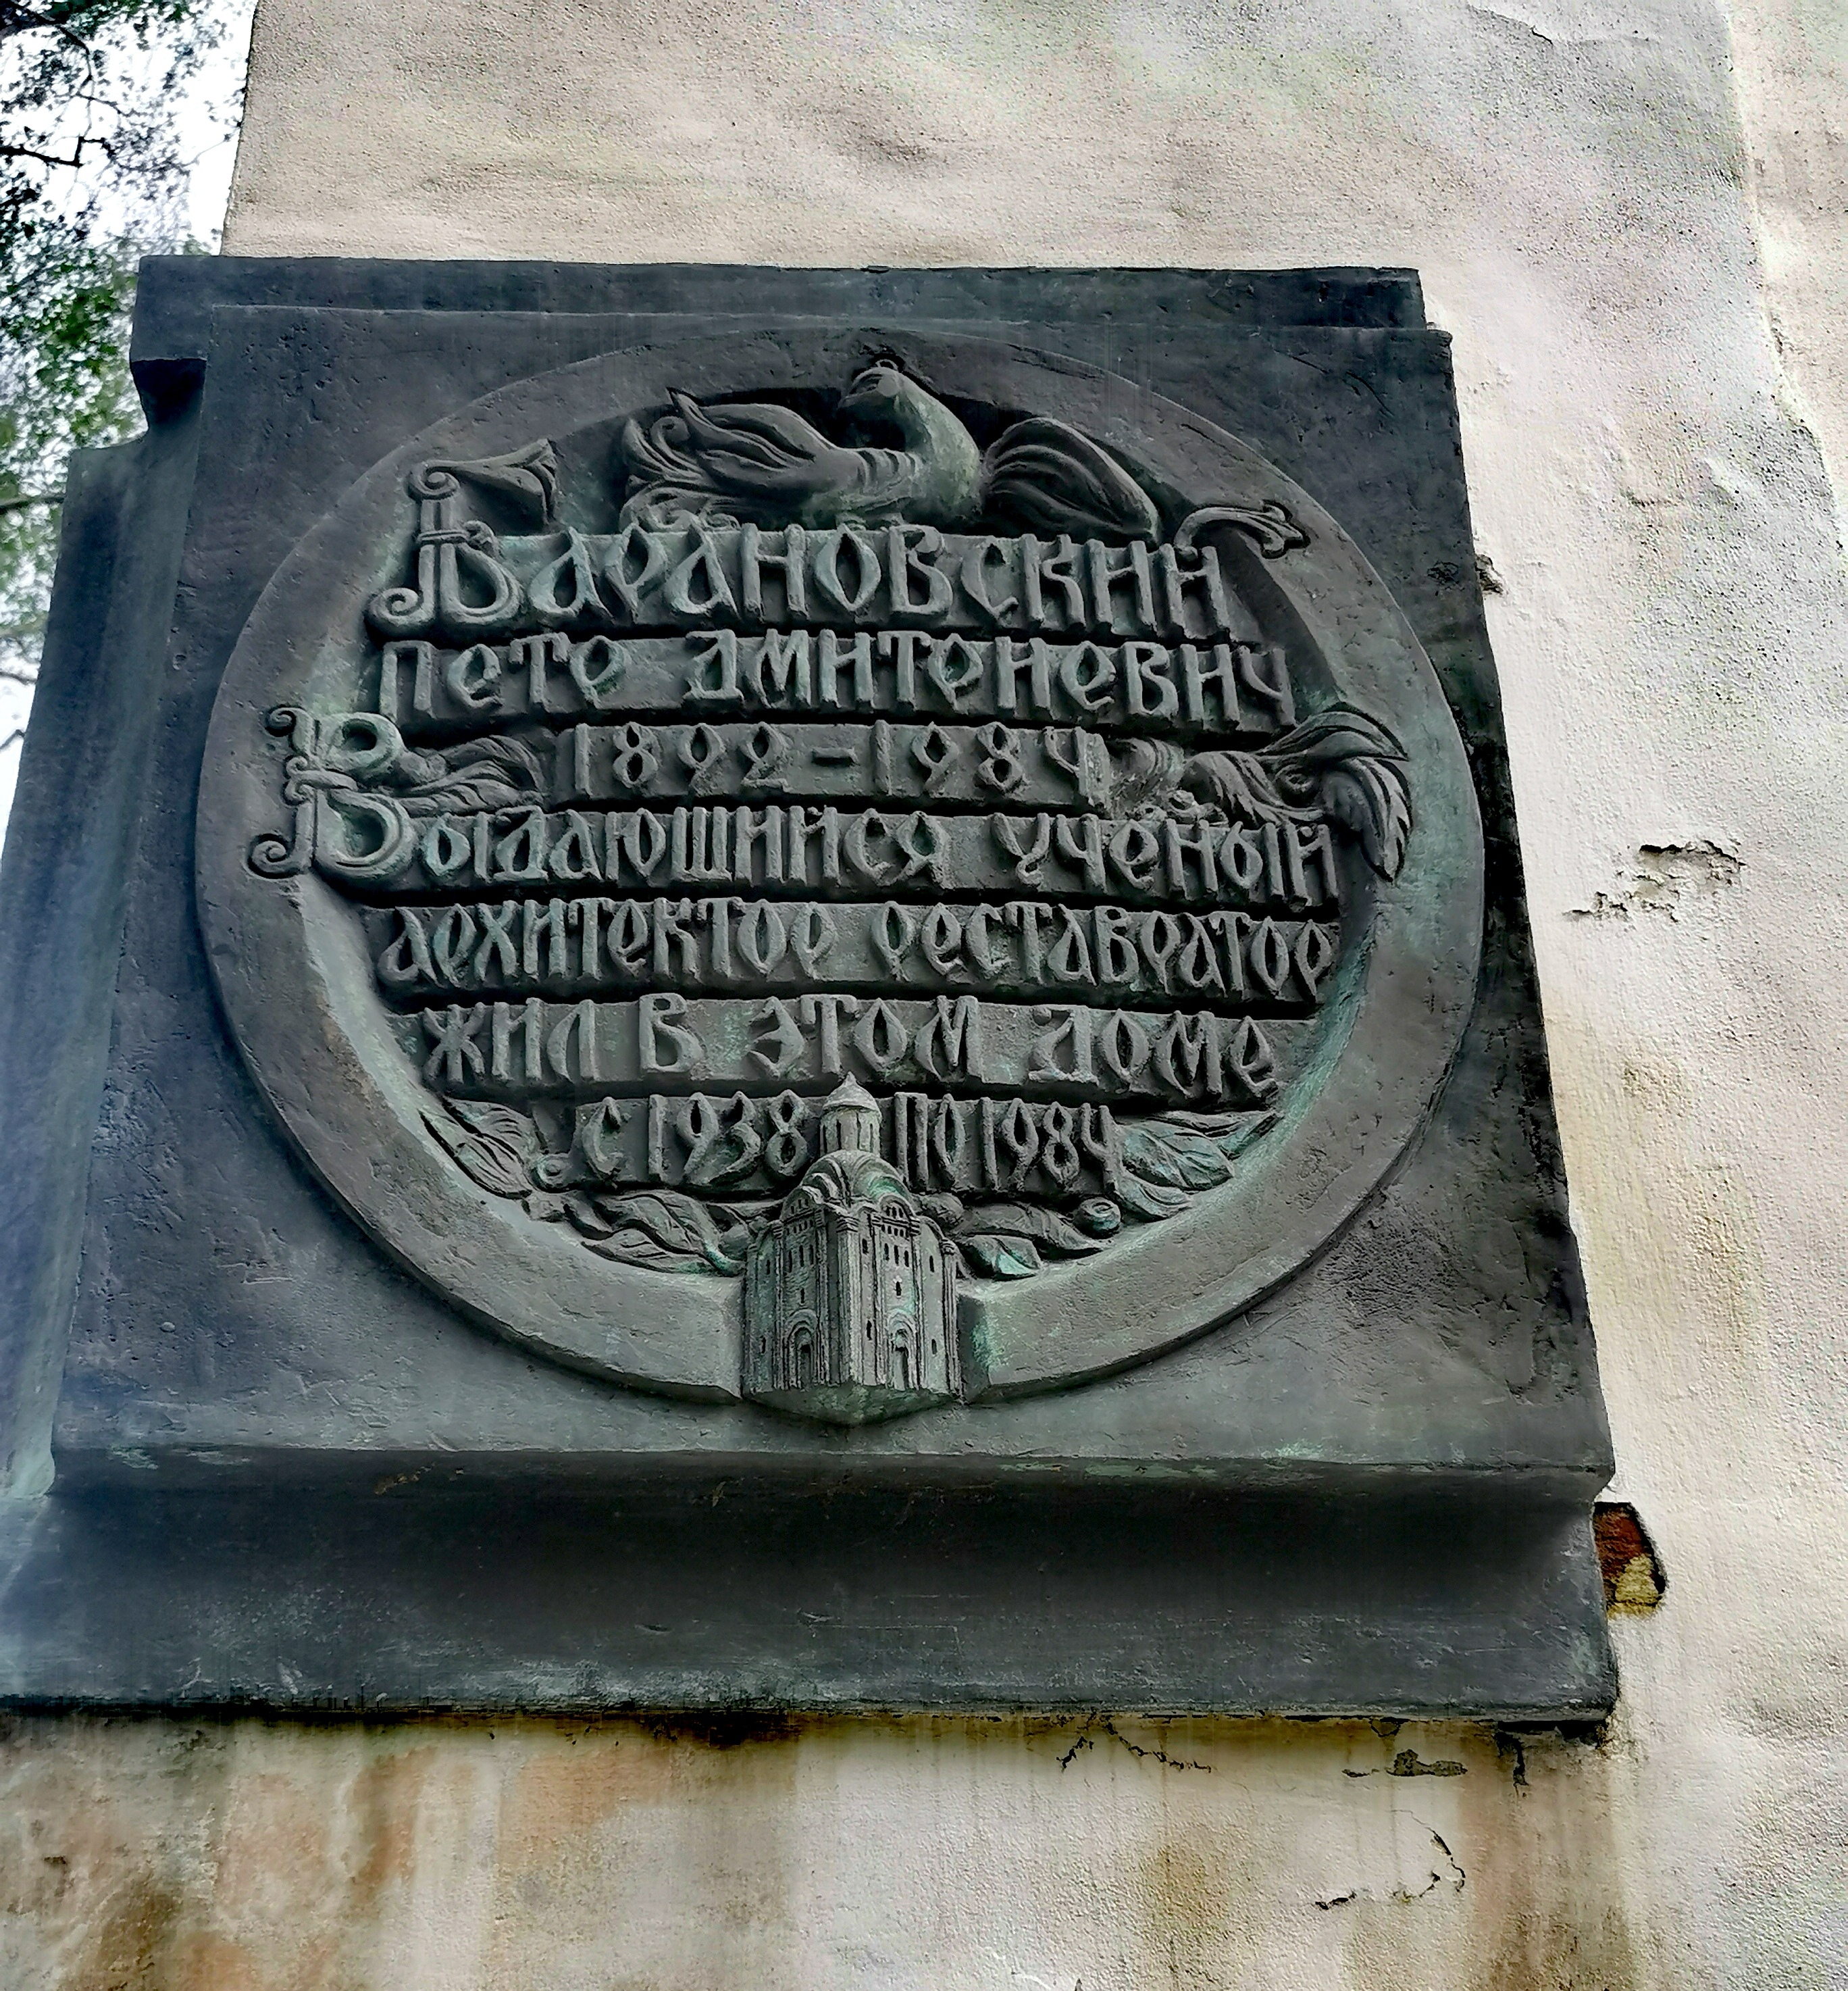 Барановский
Петр Дмитриевич
1892-1984
Выдающийся ученый
архитектор реставратор
жил в этом доме
с 1938 по 1984